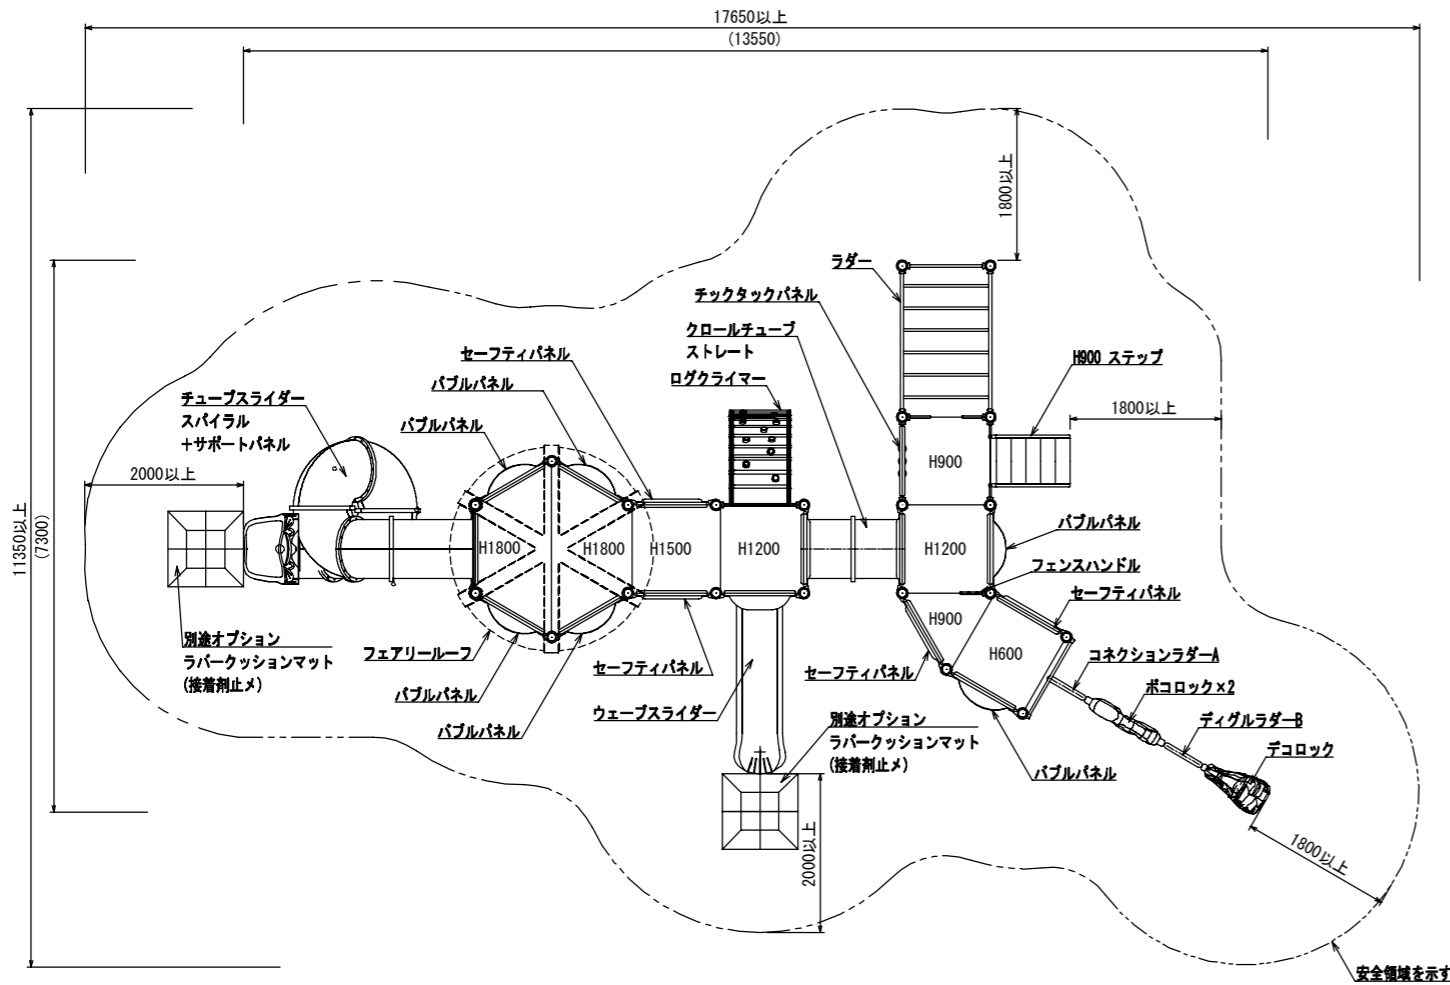 17650以上
(13550)
11350以上
(7300)
1800以上
ラダー
チックタックパネル
クロールチューブ
ストレート
ログクライマー
セーフティパネル
バブルパネル
バブルパネル
チューブスライダー
スパイラル
+サポートパネル
2000以上
H900 ステップ
1800以上
H900
H1800
H1800
H1500
H1200
H1200
バブルパネル
フェンスハンドル
セーフティパネル
H900
H600
コネクションラダーA
ポコロック×2
ディグルラダーB
デコロック
別途オプション
ラバークッションマット
(接着剤止メ)
フェアリールーフ
バブルパネル
バブルパネル
セーフティパネル
ウェーブスライダー
セーフティパネル
別途オプション
ラバークッションマット
(接着剤止メ)
バブルパネル
2000以上
1800以上
安全領域を示す